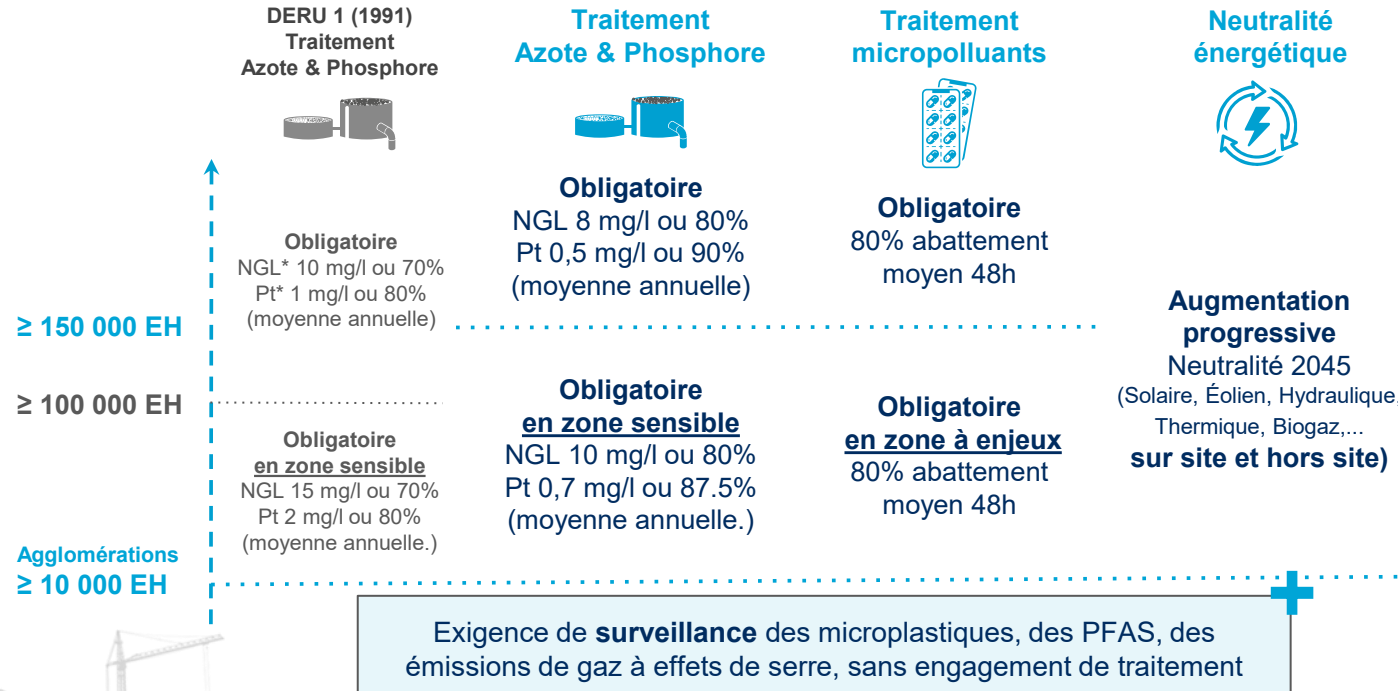 DERU 1 (1991)
Traitement
Azote & Phosphore
Traitement
Azote & Phosphore
Traitement
micropolluants
Neutralité
énergétique
≥ 150 000 EH
≥ 100 000 EH
Agglomérations
≥ 10 000 EH
Obligatoire
NGL* 10 mg/l ou 70%
Pt* 1 mg/l ou 80%
(moyenne annuelle)
Obligatoire
en zone sensible
NGL 15 mg/l ou 70%
Pt 2 mg/l ou 80%
(moyenne annuelle.)
Obligatoire
NGL 8 mg/l ou 80%
Pt 0,5 mg/l ou 90%
(moyenne annuelle)
Obligatoire
en zone sensible
NGL 10 mg/l ou 80%
Pt 0,7 mg/l ou 87.5%
(moyenne annuelle.)
Obligatoire
80% abattement
moyen 48h
Obligatoire
en zone à enjeux
80% abattement
moyen 48h
Augmentation
progressive
Neutralité 2045
(Solaire, Éolien, Hydraulique,
Thermique, Biogaz,...
sur site et hors site)
Exigence de surveillance des microplastiques, des PFAS, des
émissions de gaz à effets de serre, sans engagement de traitement